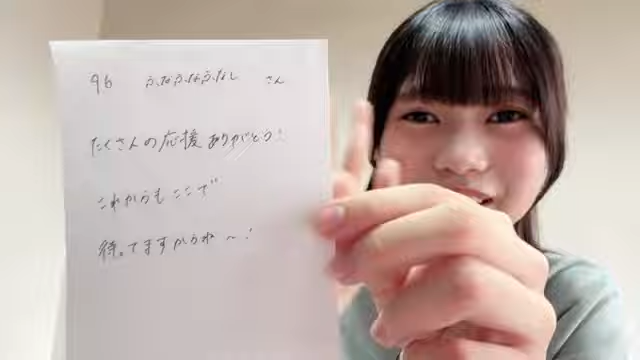 96 ふなふなふなし さん
たくさんの応援ありがとう!
これからもここで
待ってますからね〜!